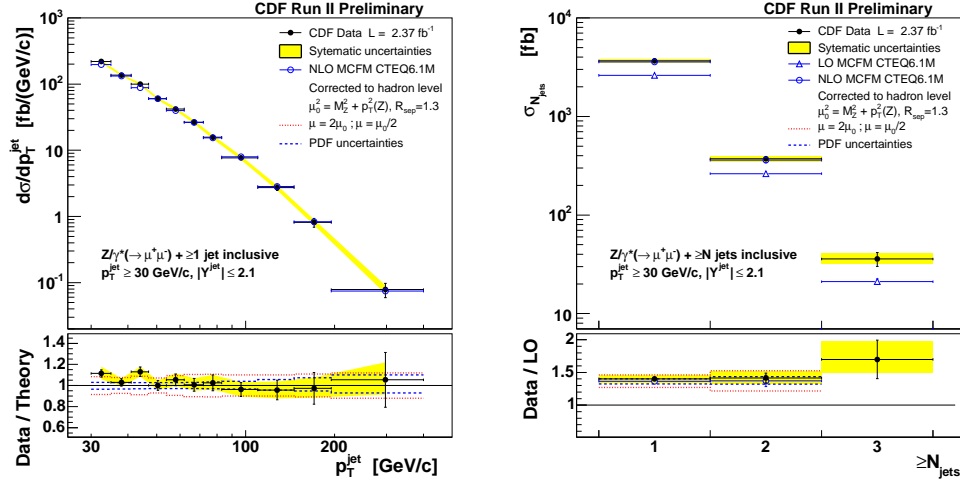 CDF Run II Preliminary
dσ/dp_T^jet [fb/(GeV/c)]
10³
10²
10
1
10⁻¹
CDF Data L = 2.37 fb⁻¹
Sytematic uncertainties
NLO MCFM CTEQ6.1M
Corrected to hadron level
μ₀² = M_Z² + p_T²(Z), R_sep=1.3
μ = 2μ₀ ; μ = μ₀/2
PDF uncertainties
Z/γ*(→ μ⁺μ⁻) + ≥1 jet inclusive
p_T^jet ≥ 30 GeV/c, |Y^jet| ≤ 2.1
Data / Theory
1.4
1.2
1
0.8
0.6
30
100
200
p_T^jet [GeV/c]
CDF Run II Preliminary
σ_N_jets [fb]
10⁴
10³
10²
10
CDF Data L = 2.37 fb⁻¹
Sytematic uncertainties
LO MCFM CTEQ6.1M
NLO MCFM CTEQ6.1M
Corrected to hadron level
μ₀² = M_Z² + p_T²(Z), R_sep=1.3
μ = 2μ₀ ; μ = μ₀/2
PDF uncertainties
Z/γ*(→ μ⁺μ⁻) + ≥N jets inclusive
p_T^jet ≥ 30 GeV/c, |Y^jet| ≤ 2.1
Data / LO
2
1.5
1
1
2
3
≥N_jets